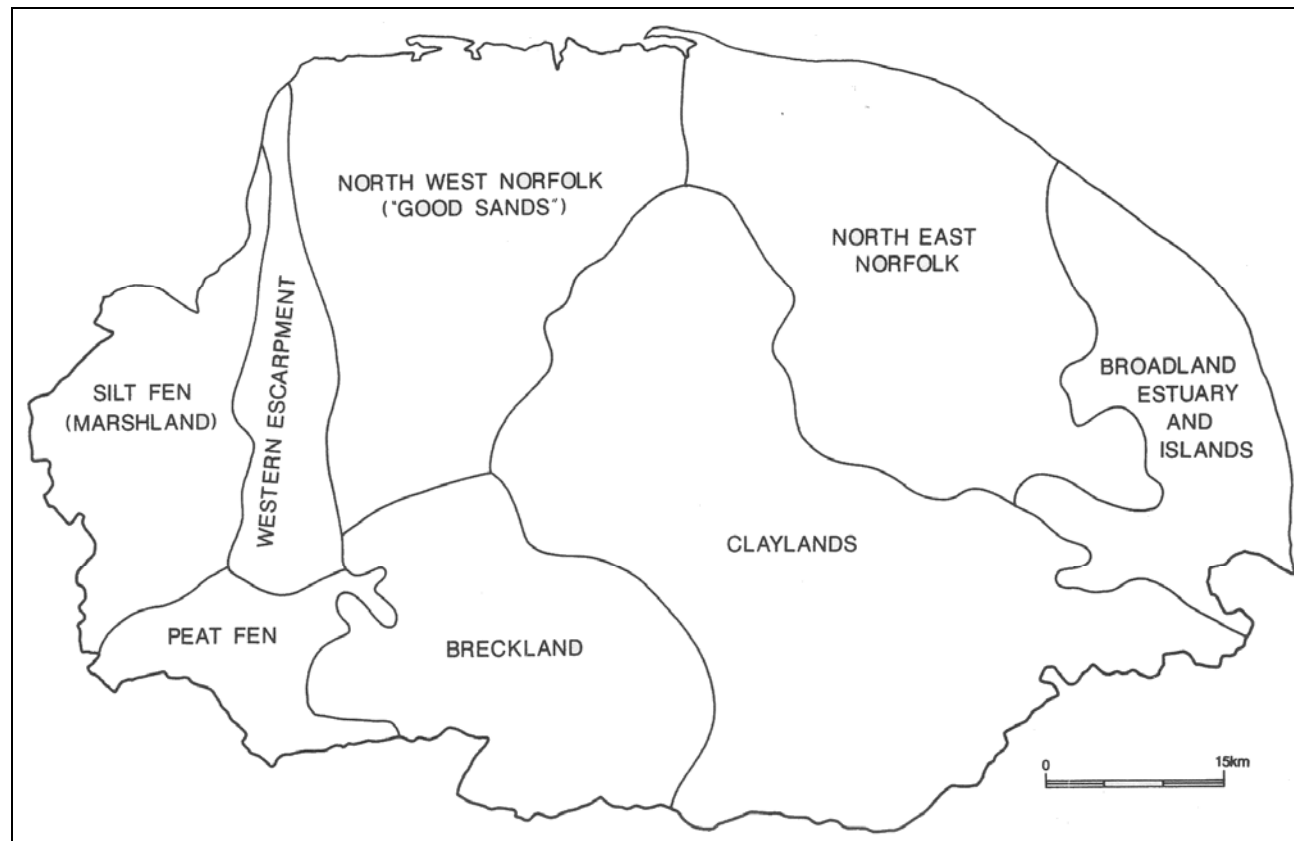 NORTH WEST NORFOLK
("GOOD SANDS")
NORTH EAST
NORFOLK
WESTERN ESCARPMENT
SILT FEN
(MARSHLAND)
BROADLAND
ESTUARY
AND
ISLANDS
CLAYLANDS
PEAT FEN
BRECKLAND
0 15km